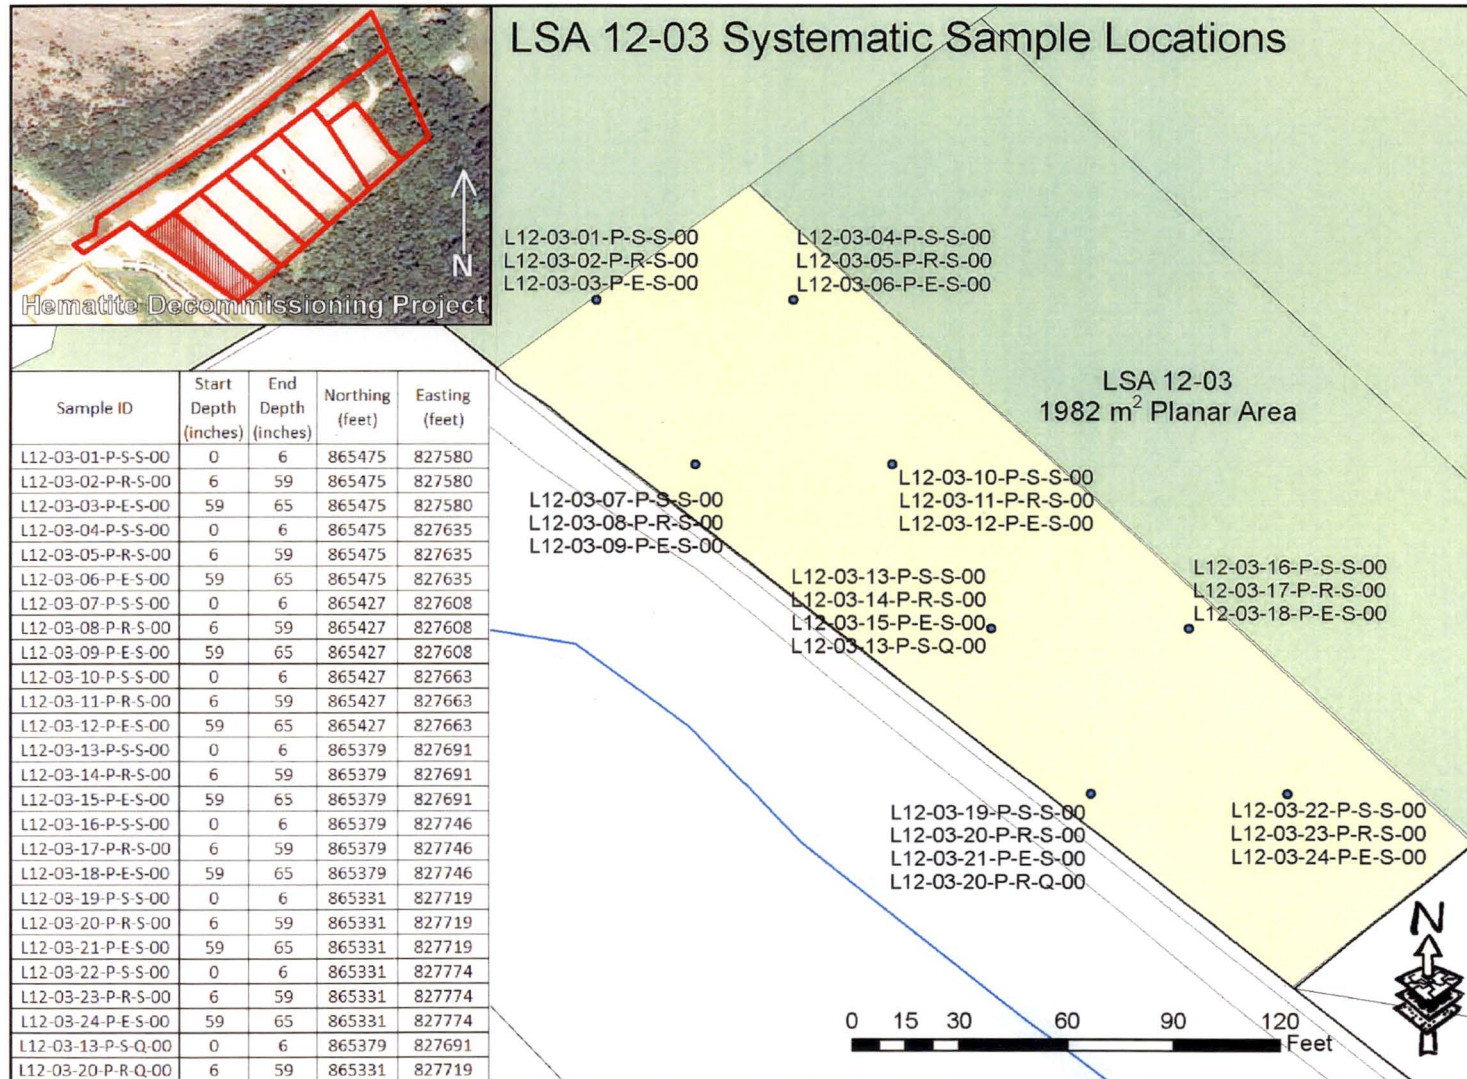 LSA 12-03 Systematic Sample Locations
N
Hematite Decommissioning Project
L12-03-01-P-S-S-00
L12-03-02-P-R-S-00
L12-03-03-P-E-S-00
L12-03-04-P-S-S-00
L12-03-05-P-R-S-00
L12-03-06-P-E-S-00
LSA 12-03
1982 m² Planar Area
L12-03-07-P-S-S-00
L12-03-08-P-R-S-00
L12-03-09-P-E-S-00
L12-03-10-P-S-S-00
L12-03-11-P-R-S-00
L12-03-12-P-E-S-00
L12-03-13-P-S-S-00
L12-03-14-P-R-S-00
L12-03-15-P-E-S-00
L12-03-13-P-S-Q-00
L12-03-16-P-S-S-00
L12-03-17-P-R-S-00
L12-03-18-P-E-S-00
L12-03-19-P-S-S-00
L12-03-20-P-R-S-00
L12-03-21-P-E-S-00
L12-03-20-P-R-Q-00
L12-03-22-P-S-S-00
L12-03-23-P-R-S-00
L12-03-24-P-E-S-00
Sample ID Start Depth (inches) End Depth (inches) Northing (feet) Easting (feet)
L12-03-01-P-S-S-00 0 6 865475 827580
L12-03-02-P-R-S-00 6 59 865475 827580
L12-03-03-P-E-S-00 59 65 865475 827580
L12-03-04-P-S-S-00 0 6 865475 827635
L12-03-05-P-R-S-00 6 59 865475 827635
L12-03-06-P-E-S-00 59 65 865475 827635
L12-03-07-P-S-S-00 0 6 865427 827608
L12-03-08-P-R-S-00 6 59 865427 827608
L12-03-09-P-E-S-00 59 65 865427 827608
L12-03-10-P-S-S-00 0 6 865427 827663
L12-03-11-P-R-S-00 6 59 865427 827663
L12-03-12-P-E-S-00 59 65 865427 827663
L12-03-13-P-S-S-00 0 6 865379 827691
L12-03-14-P-R-S-00 6 59 865379 827691
L12-03-15-P-E-S-00 59 65 865379 827691
L12-03-16-P-S-S-00 0 6 865379 827746
L12-03-17-P-R-S-00 6 59 865379 827746
L12-03-18-P-E-S-00 59 65 865379 827746
L12-03-19-P-S-S-00 0 6 865331 827719
L12-03-20-P-R-S-00 6 59 865331 827719
L12-03-21-P-E-S-00 59 65 865331 827719
L12-03-22-P-S-S-00 0 6 865331 827774
L12-03-23-P-R-S-00 6 59 865331 827774
L12-03-24-P-E-S-00 59 65 865331 827774
L12-03-13-P-S-Q-00 0 6 865379 827691
L12-03-20-P-R-Q-00 6 59 865331 827719
N
0 15 30 60 90 120
Feet